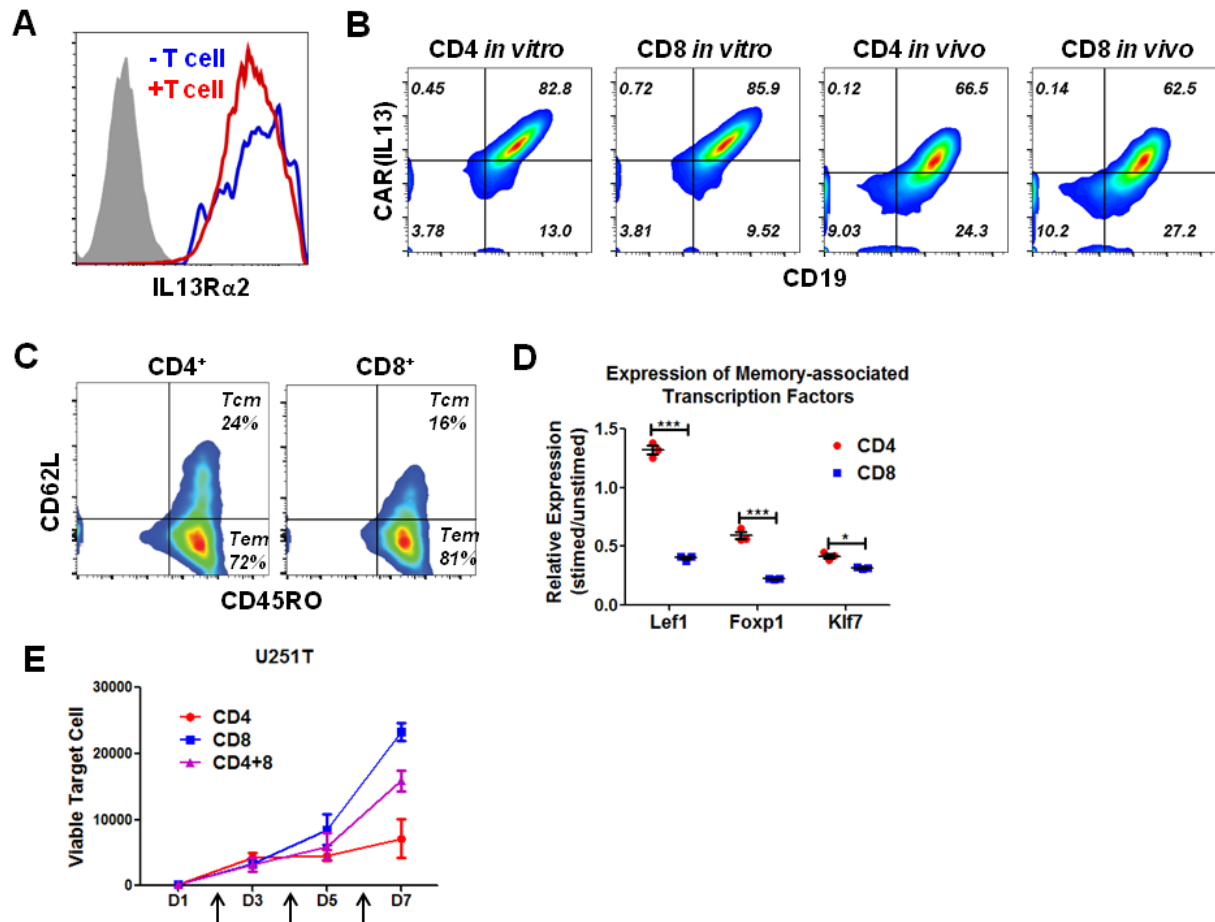 A
- T cell
+T cell
IL13Rα2
B
CD4 in vitro
CD8 in vitro
CD4 in vivo
CD8 in vivo
0.45
82.8
3.78
13.0
0.72
85.9
3.81
9.52
0.12
66.5
9.03
24.3
0.14
62.5
10.2
27.2
CAR(IL13)
CD19
C
CD4+
CD8+
Tcm
24%
Tem
72%
Tcm
16%
Tem
81%
CD62L
CD45RO
D
Expression of Memory-associated
Transcription Factors
Relative Expression
(stimed/unstimed)
1.5
1.0
0.5
0.0
***
***
*
CD4
CD8
Lef1
Foxp1
Klf7
E
U251T
Viable Target Cell
30000
20000
10000
0
CD4
CD8
CD4+8
D1
D3
D5
D7